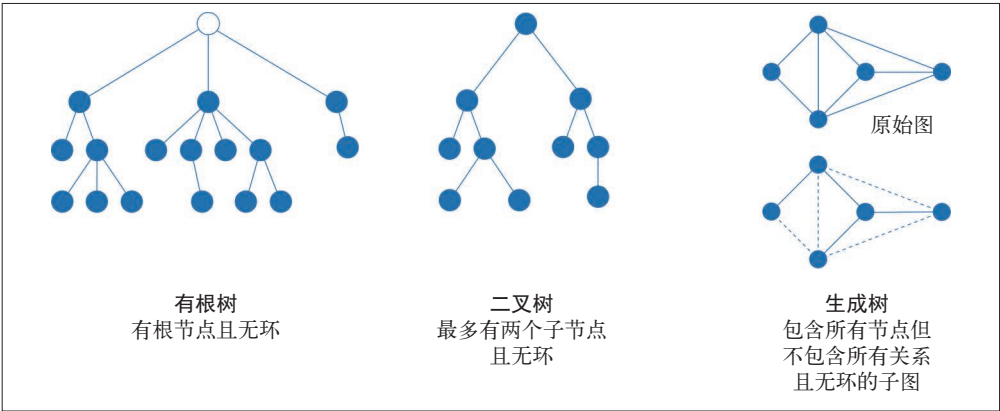 原始图
有根树
有根节点且无环
二叉树
最多有两个子节点
且无环
生成树
包含所有节点但
不包含所有关系
且无环的子图